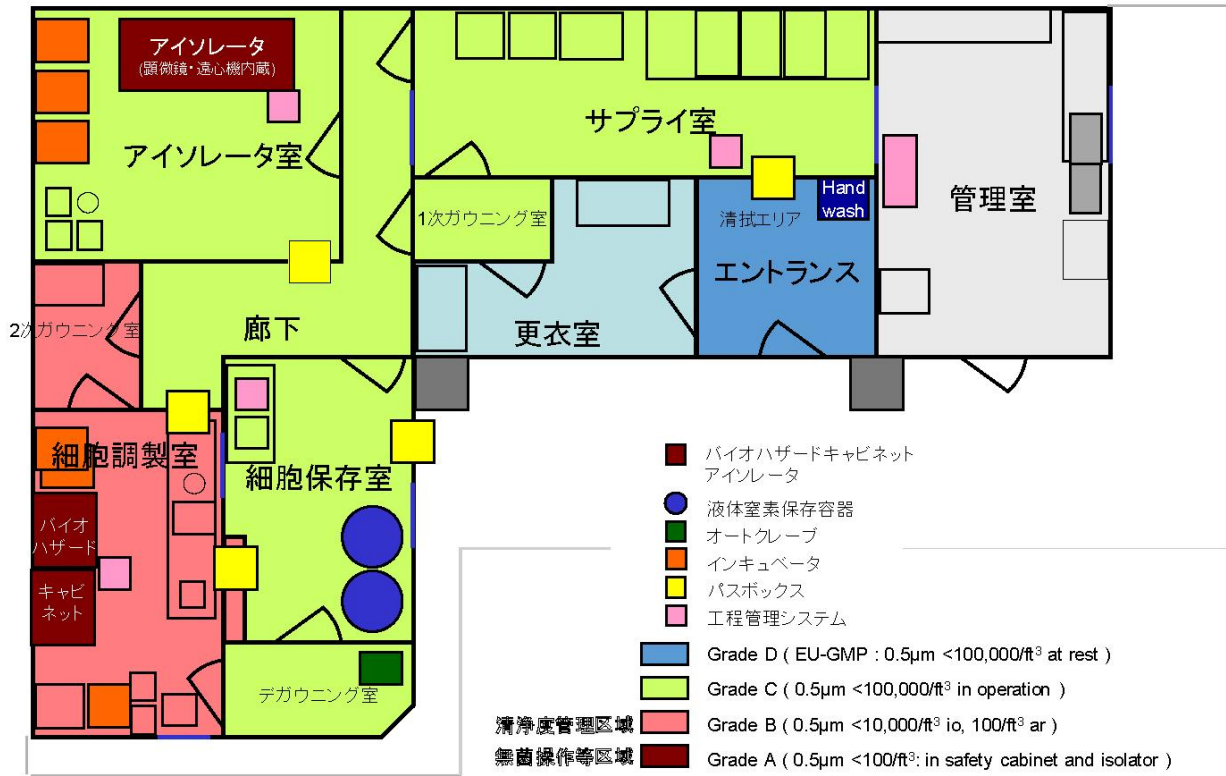 アイソレータ
(顕微鏡・遠心機内蔵)
アイソレータ室
サプライ室
1次ガウニング室
清拭エリア
Hand
wash
管理室
エントランス
更衣室
2次ガウニング室
廊下
細胞調製室
細胞保存室
バイオ
ハザード
キャビ
ネット
デガウニング室
バイオハザードキャビネット
アイソレータ
液体窒素保存容器
オートクレーブ
インキュベータ
パスボックス
工程管理システム
Grade D ( EU-GMP : 0.5μm <100,000/ft³ at rest )
Grade C ( 0.5μm <100,000/ft³ in operation )
清浄度管理区域 Grade B ( 0.5μm <10,000/ft³ io, 100/ft³ ar )
無菌操作等区域 Grade A ( 0.5μm <100/ft³: in safety cabinet and isolator )